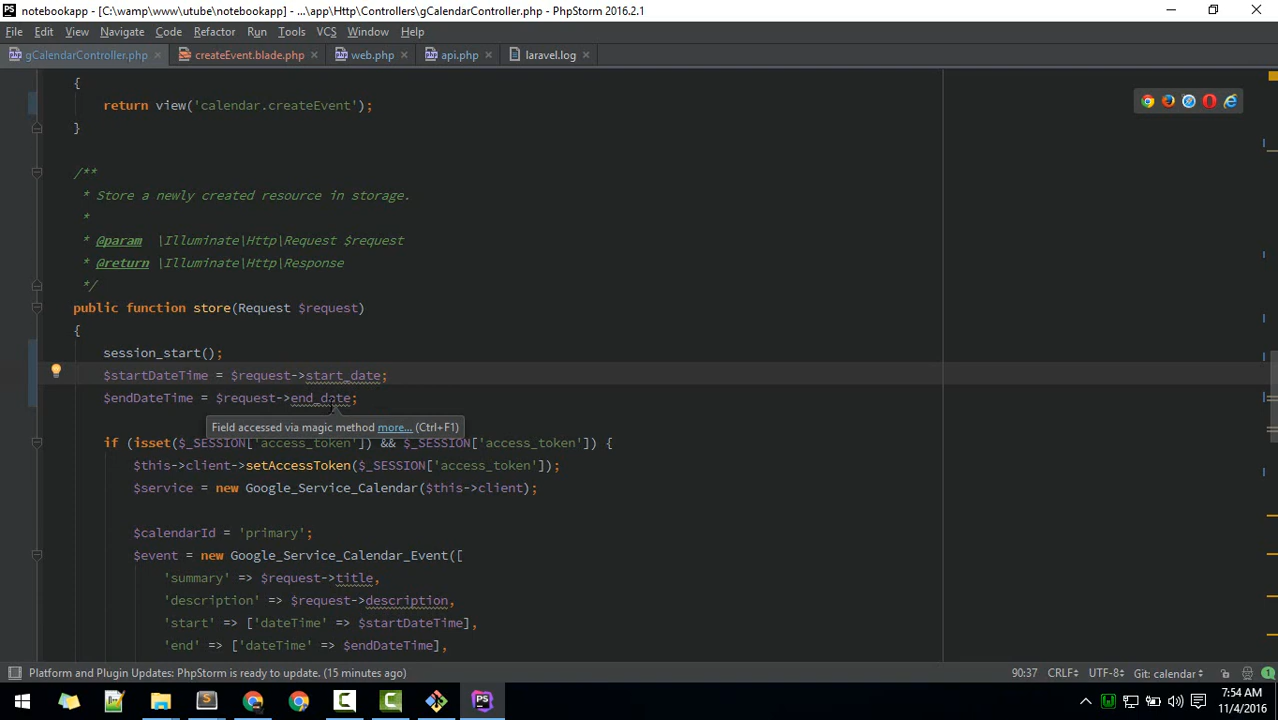 notebookapp - [C:\wamp\www\utube\notebookapp] - ...\app\Http\Controllers\gCalendarController.php - PhpStorm 2016.2.1
File Edit View Navigate Code Refactor Run Tools VCS Window Help
gCalendarController.php createEvent.blade.php web.php api.php laravel.log
{
return view('calendar.createEvent');
}
/**
* Store a newly created resource in storage.
*
* @param \Illuminate\Http\Request $request
* @return \Illuminate\Http\Response
*/
public function store(Request $request)
{
session_start();
$startDateTime = $request->start_date;
$endDateTime = $request->end_date;
Field accessed via magic method more... (Ctrl+F1)
if (isset($_SESSION['access_token']) && $_SESSION['access_token']) {
$this->client->setAccessToken($_SESSION['access_token']);
$service = new Google_Service_Calendar($this->client);
$calendarId = 'primary';
$event = new Google_Service_Calendar_Event([
'summary' => $request->title,
'description' => $request->description,
'start' => ['dateTime' => $startDateTime],
'end' => ['dateTime' => $endDateTime],
Platform and Plugin Updates: PhpStorm is ready to update. (15 minutes ago) 90:37 CRLF UTF-8 Git: calendar
7:54 AM
11/4/2016